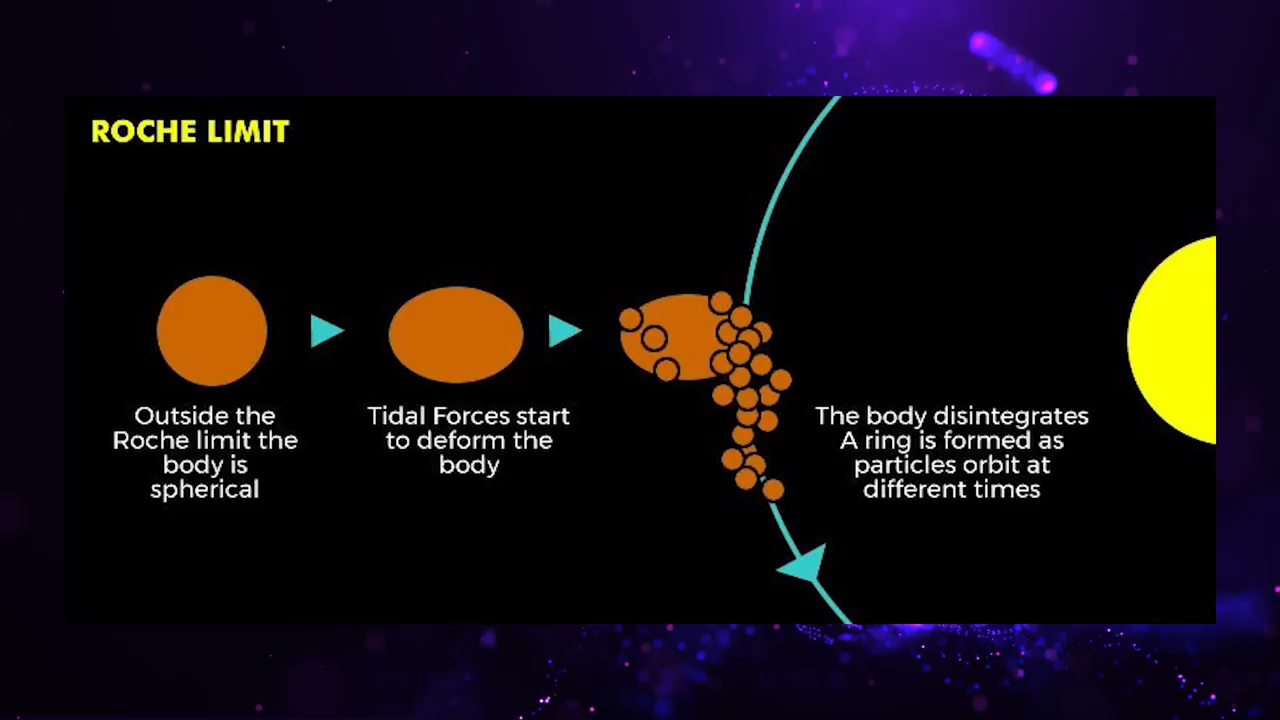 ROCHE LIMIT
Outside the
Roche limit the
body is
spherical
Tidal Forces start
to deform the
body
The body disintegrates
A ring is formed as
particles orbit at
different times